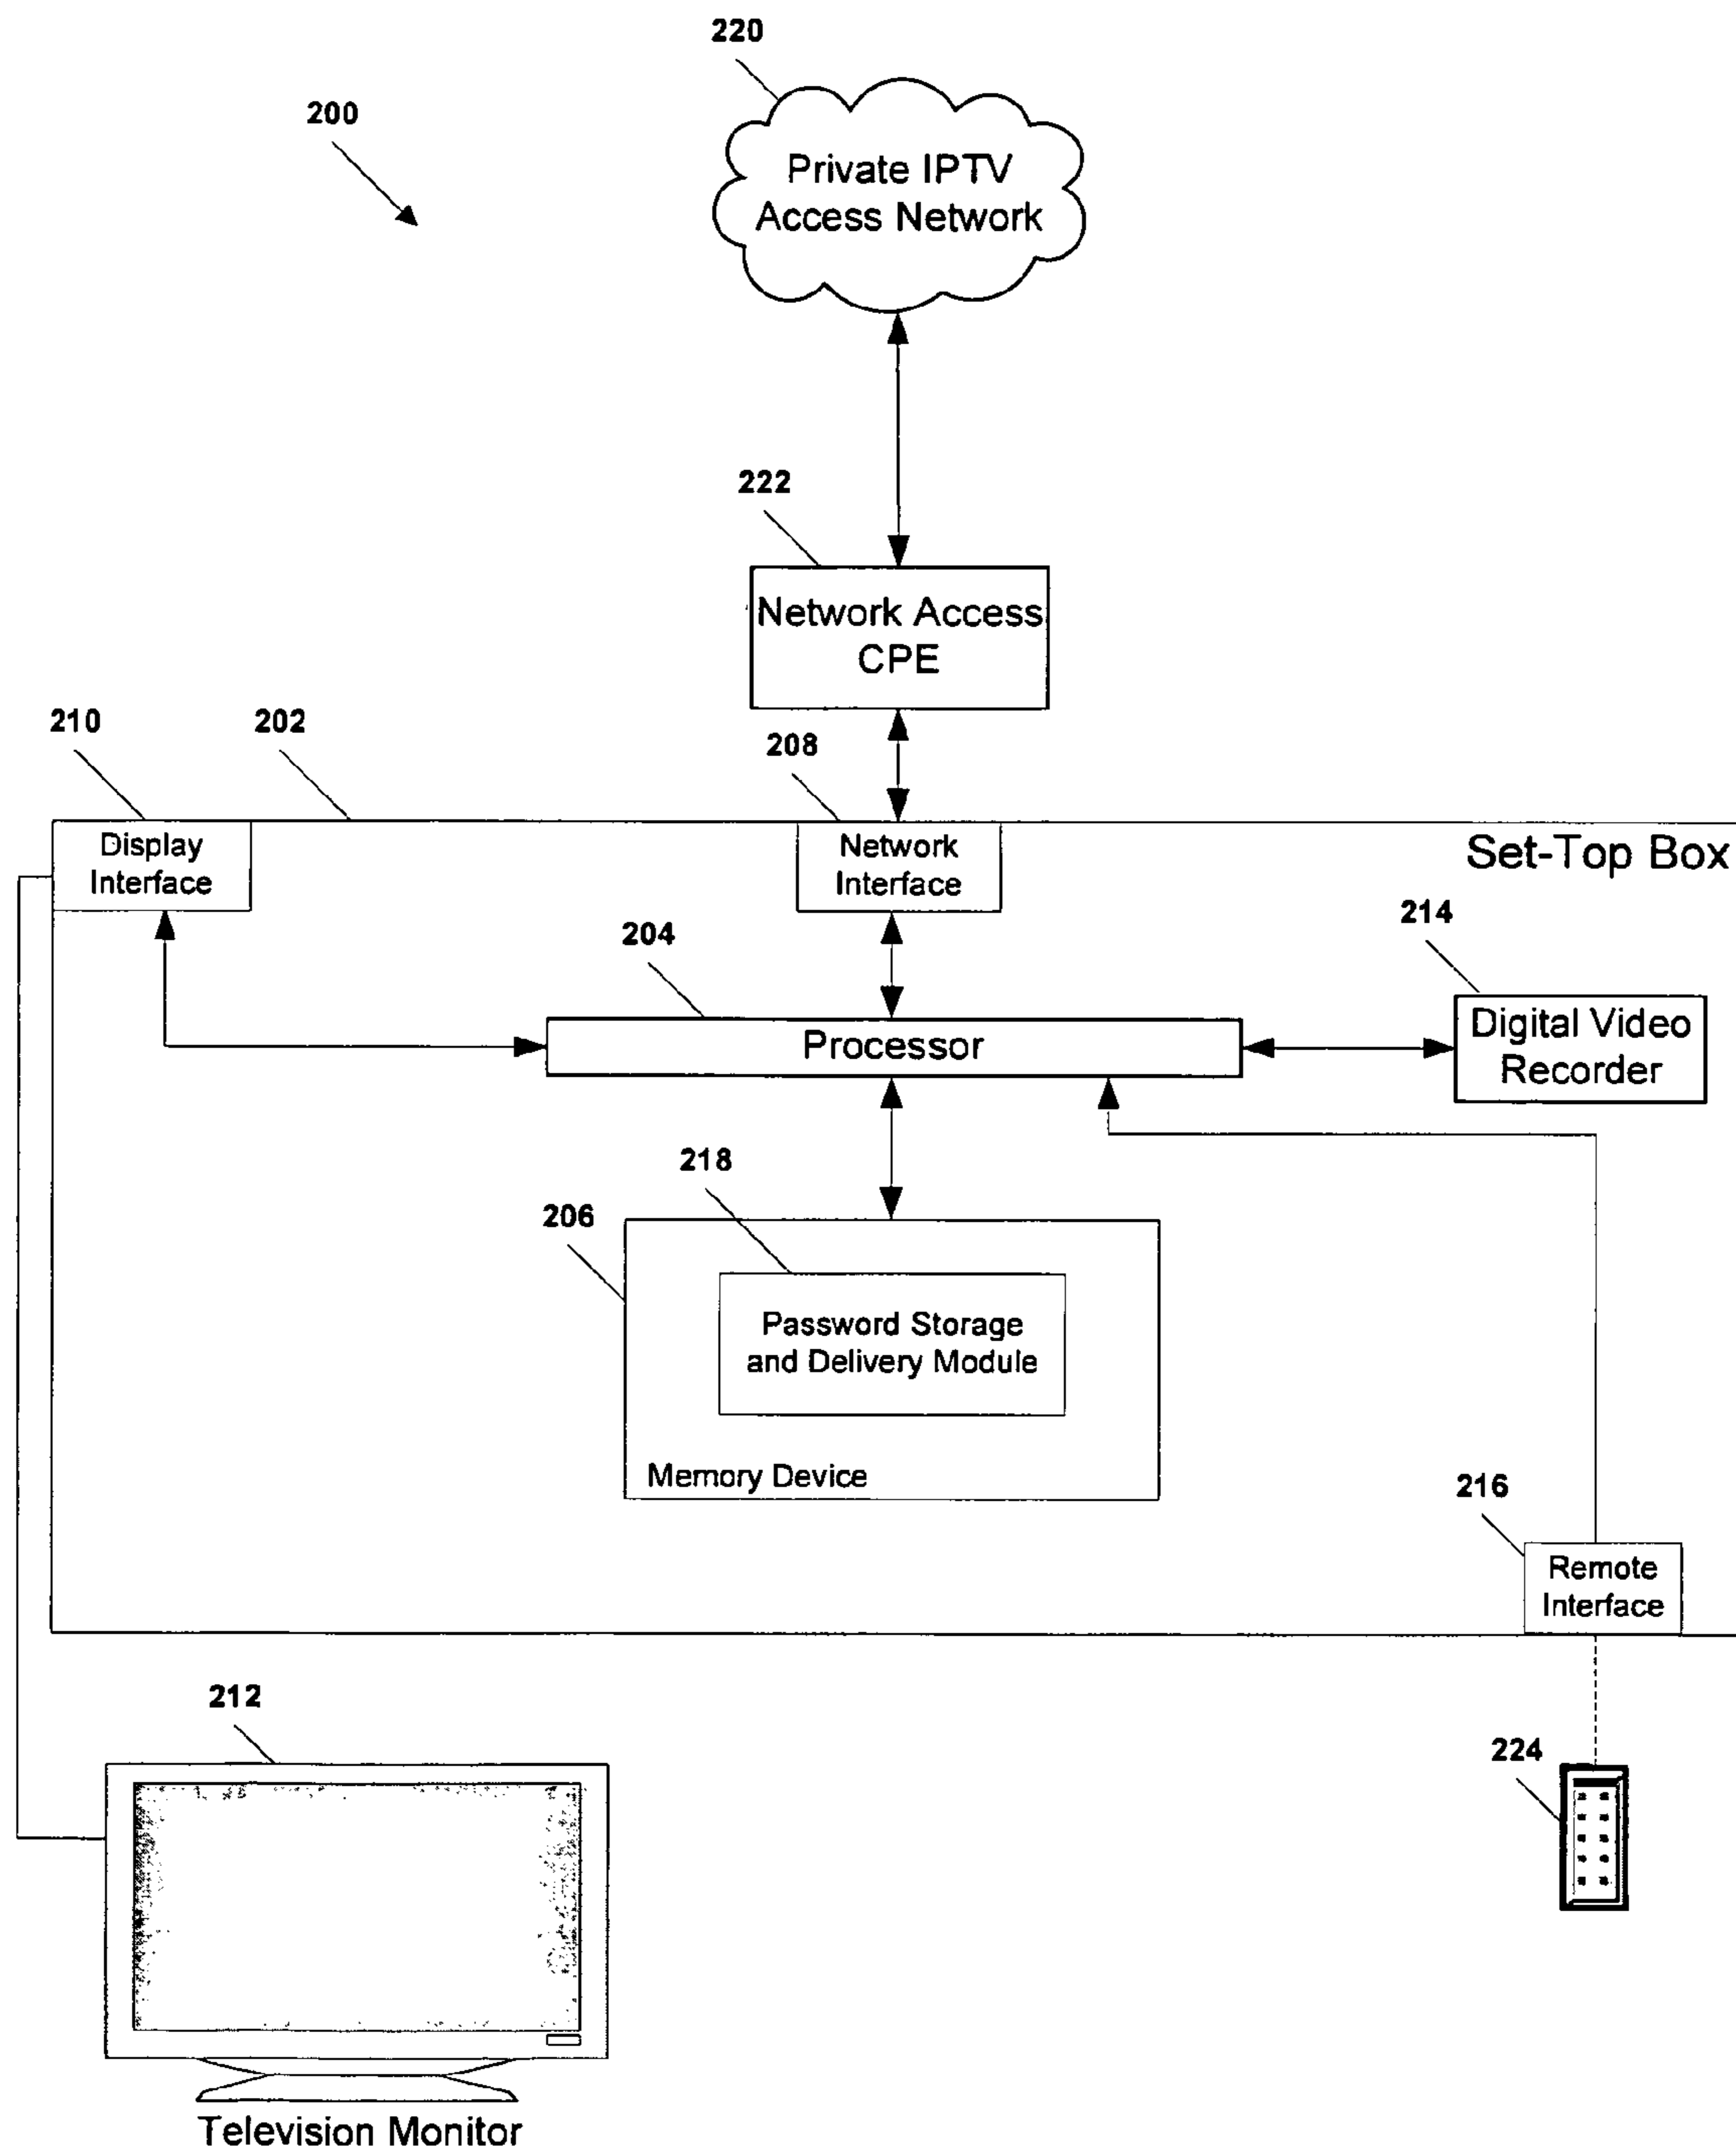 220
200
Private IPTV
Access Network
222
Network Access
CPE
210
202
208
Display
Interface
Network
Interface
Set-Top Box
204
214
Processor
Digital Video
Recorder
218
206
Password Storage
and Delivery Module
Memory Device
216
Remote
Interface
212
224
Television Monitor